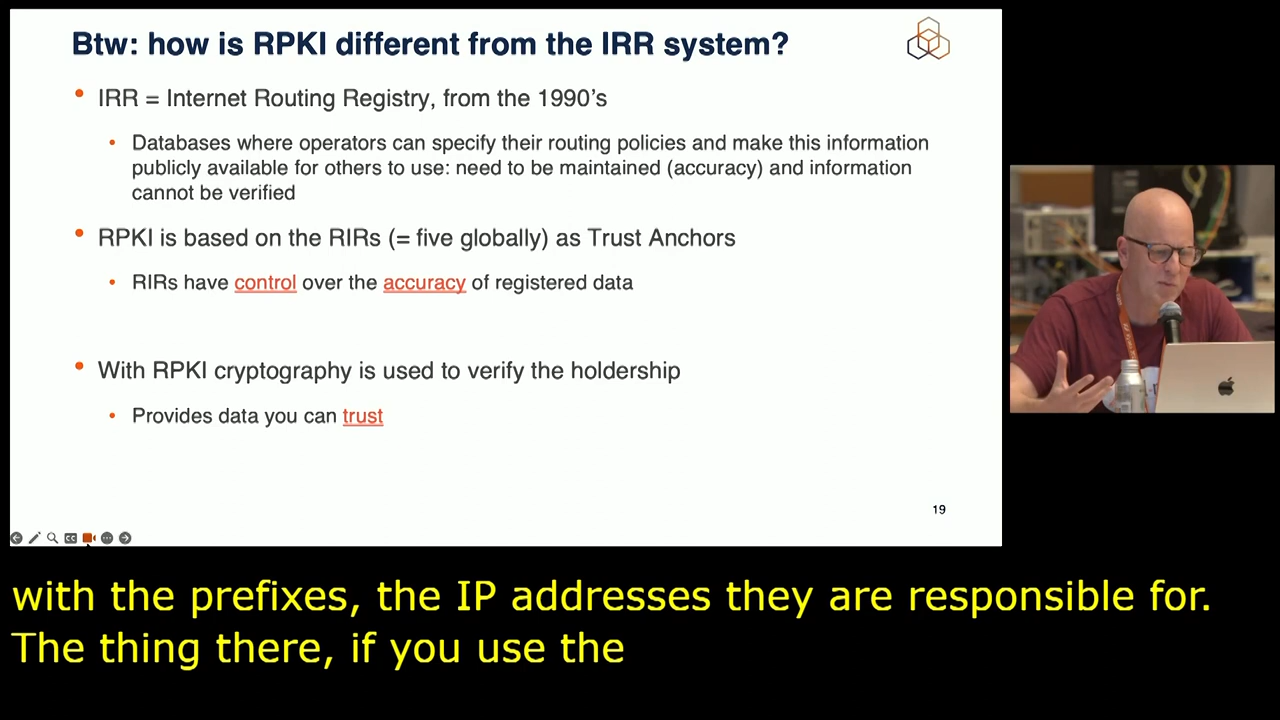 Btw: how is RPKI different from the IRR system?
• IRR = Internet Routing Registry, from the 1990’s
• Databases where operators can specify their routing policies and make this information
publicly available for others to use: need to be maintained (accuracy) and information
cannot be verified
• RPKI is based on the RIRs (= five globally) as Trust Anchors
• RIRs have control over the accuracy of registered data
• With RPKI cryptography is used to verify the holdership
• Provides data you can trust
19
with the prefixes, the IP addresses they are responsible for.
The thing there, if you use the